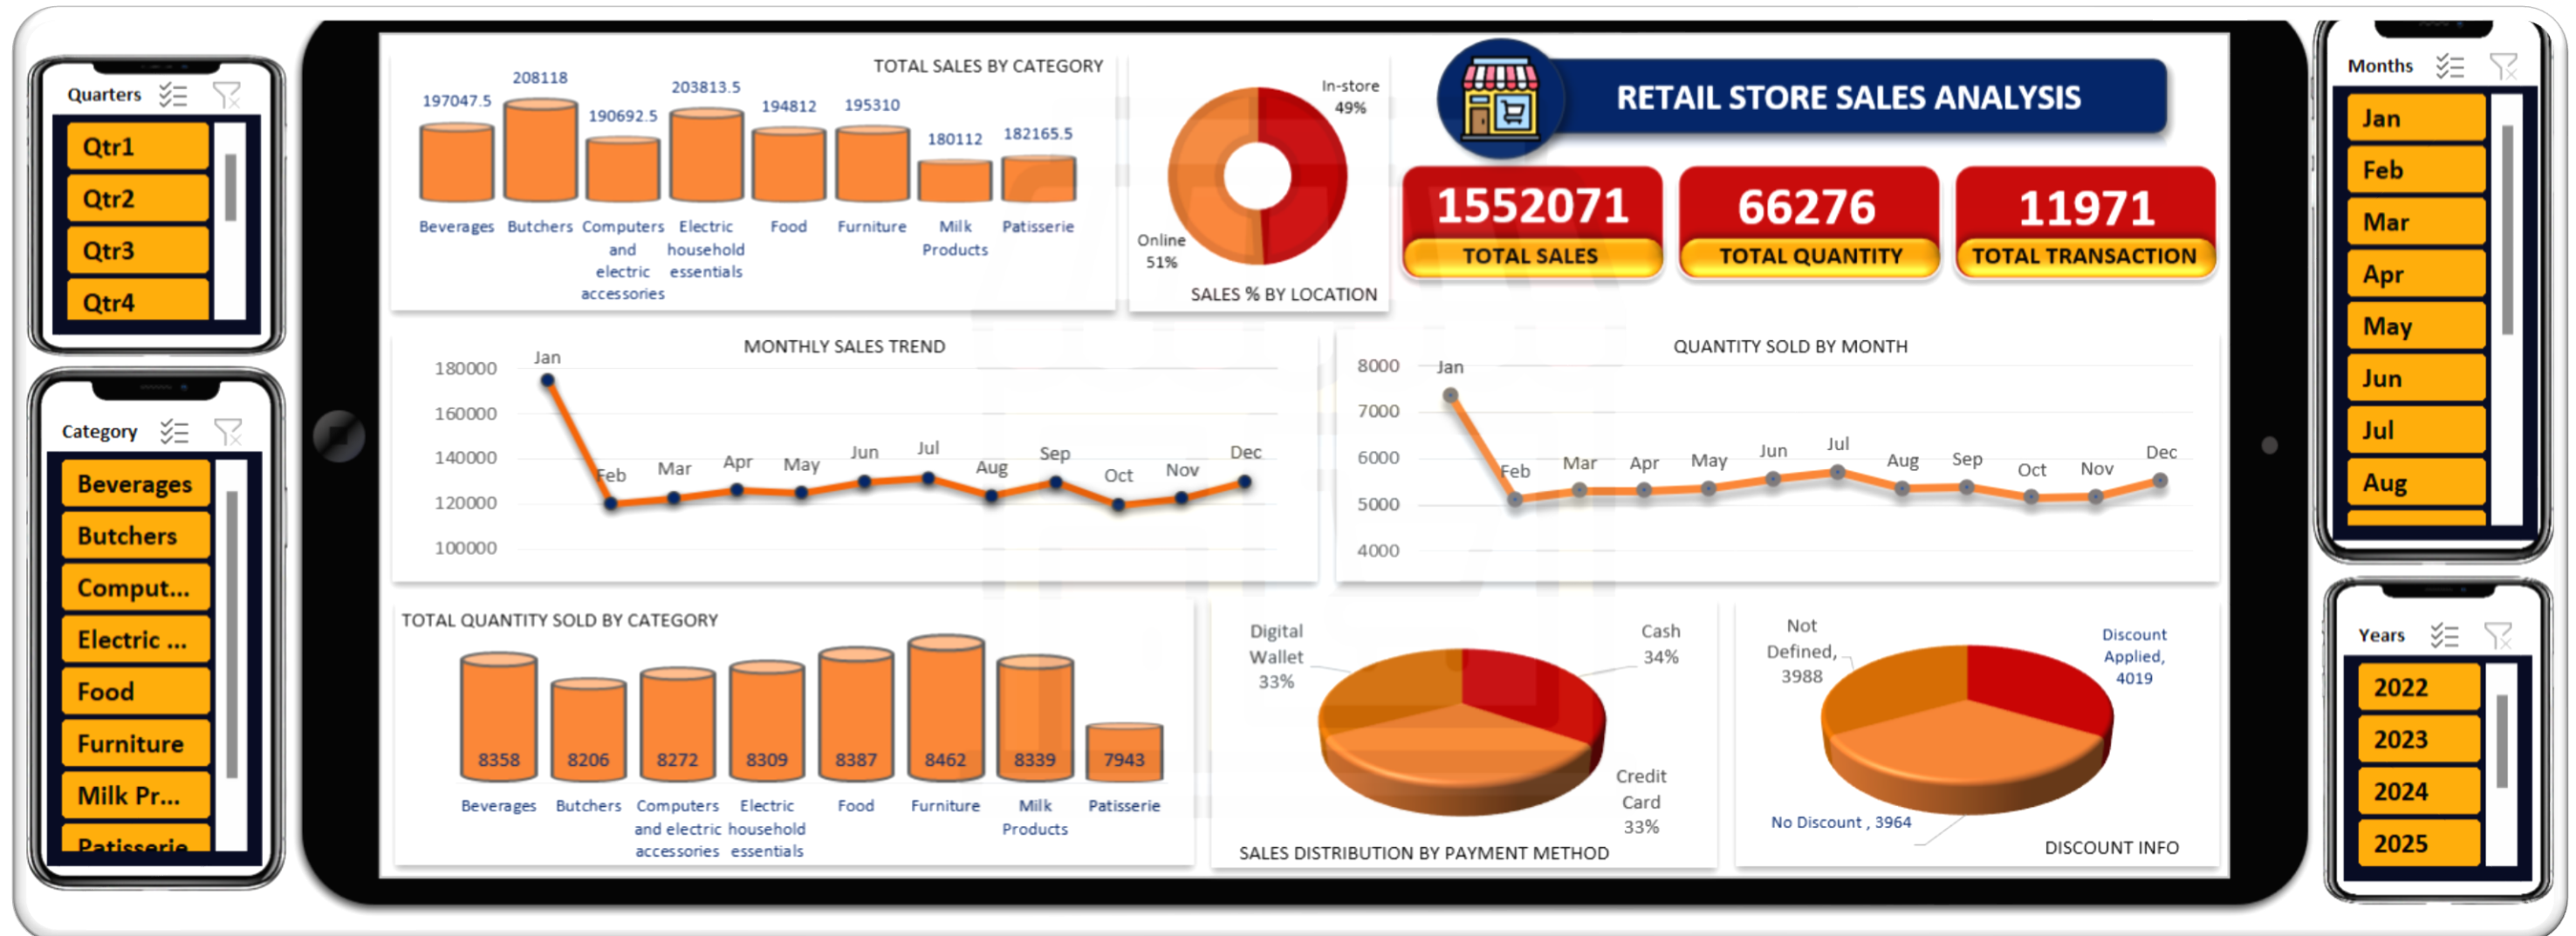 Quarters
Qtr1
Qtr2
Qtr3
Qtr4
Category
Beverages
Butchers
Comput...
Electric ...
Food
Furniture
Milk Pr...
Patisserie
TOTAL SALES BY CATEGORY
197047.5
208118
190692.5
203813.5
194812
195310
180112
182165.5
Beverages
Butchers
Computers
and
electric
accessories
Electric
household
essentials
Food
Furniture
Milk
Products
Patisserie
In-store
49%
Online
51%
SALES % BY LOCATION
RETAIL STORE SALES ANALYSIS
1552071
TOTAL SALES
66276
TOTAL QUANTITY
11971
TOTAL TRANSACTION
MONTHLY SALES TREND
180000
160000
140000
120000
100000
Jan
Feb
Mar
Apr
May
Jun
Jul
Aug
Sep
Oct
Nov
Dec
QUANTITY SOLD BY MONTH
8000
7000
6000
5000
4000
Jan
Feb
Mar
Apr
May
Jun
Jul
Aug
Sep
Oct
Nov
Dec
TOTAL QUANTITY SOLD BY CATEGORY
8358
8206
8272
8309
8387
8462
8339
7943
Beverages
Butchers
Computers
and electric
accessories
Electric
household
essentials
Food
Furniture
Milk
Products
Patisserie
Digital
Wallet
33%
Cash
34%
Credit
Card
33%
SALES DISTRIBUTION BY PAYMENT METHOD
Not
Defined,
3988
Discount
Applied,
4019
No Discount , 3964
DISCOUNT INFO
Months
Jan
Feb
Mar
Apr
May
Jun
Jul
Aug
Years
2022
2023
2024
2025